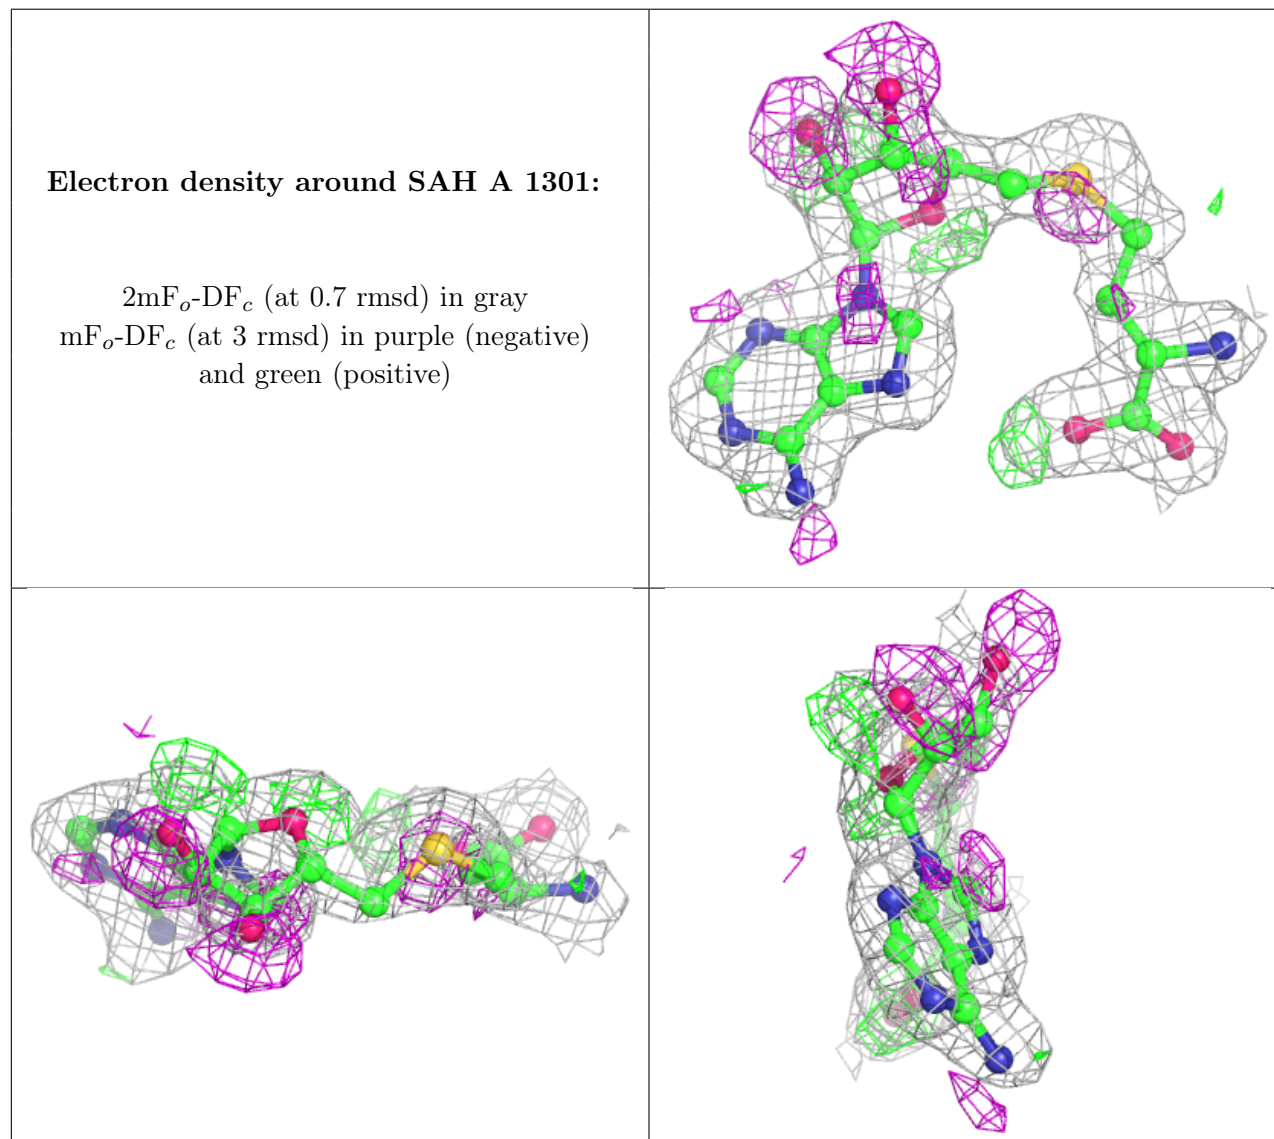 Electron density around SAH A 1301:
2mFo-DFc (at 0.7 rmsd) in gray
mFo-DFc (at 3 rmsd) in purple (negative)
and green (positive)